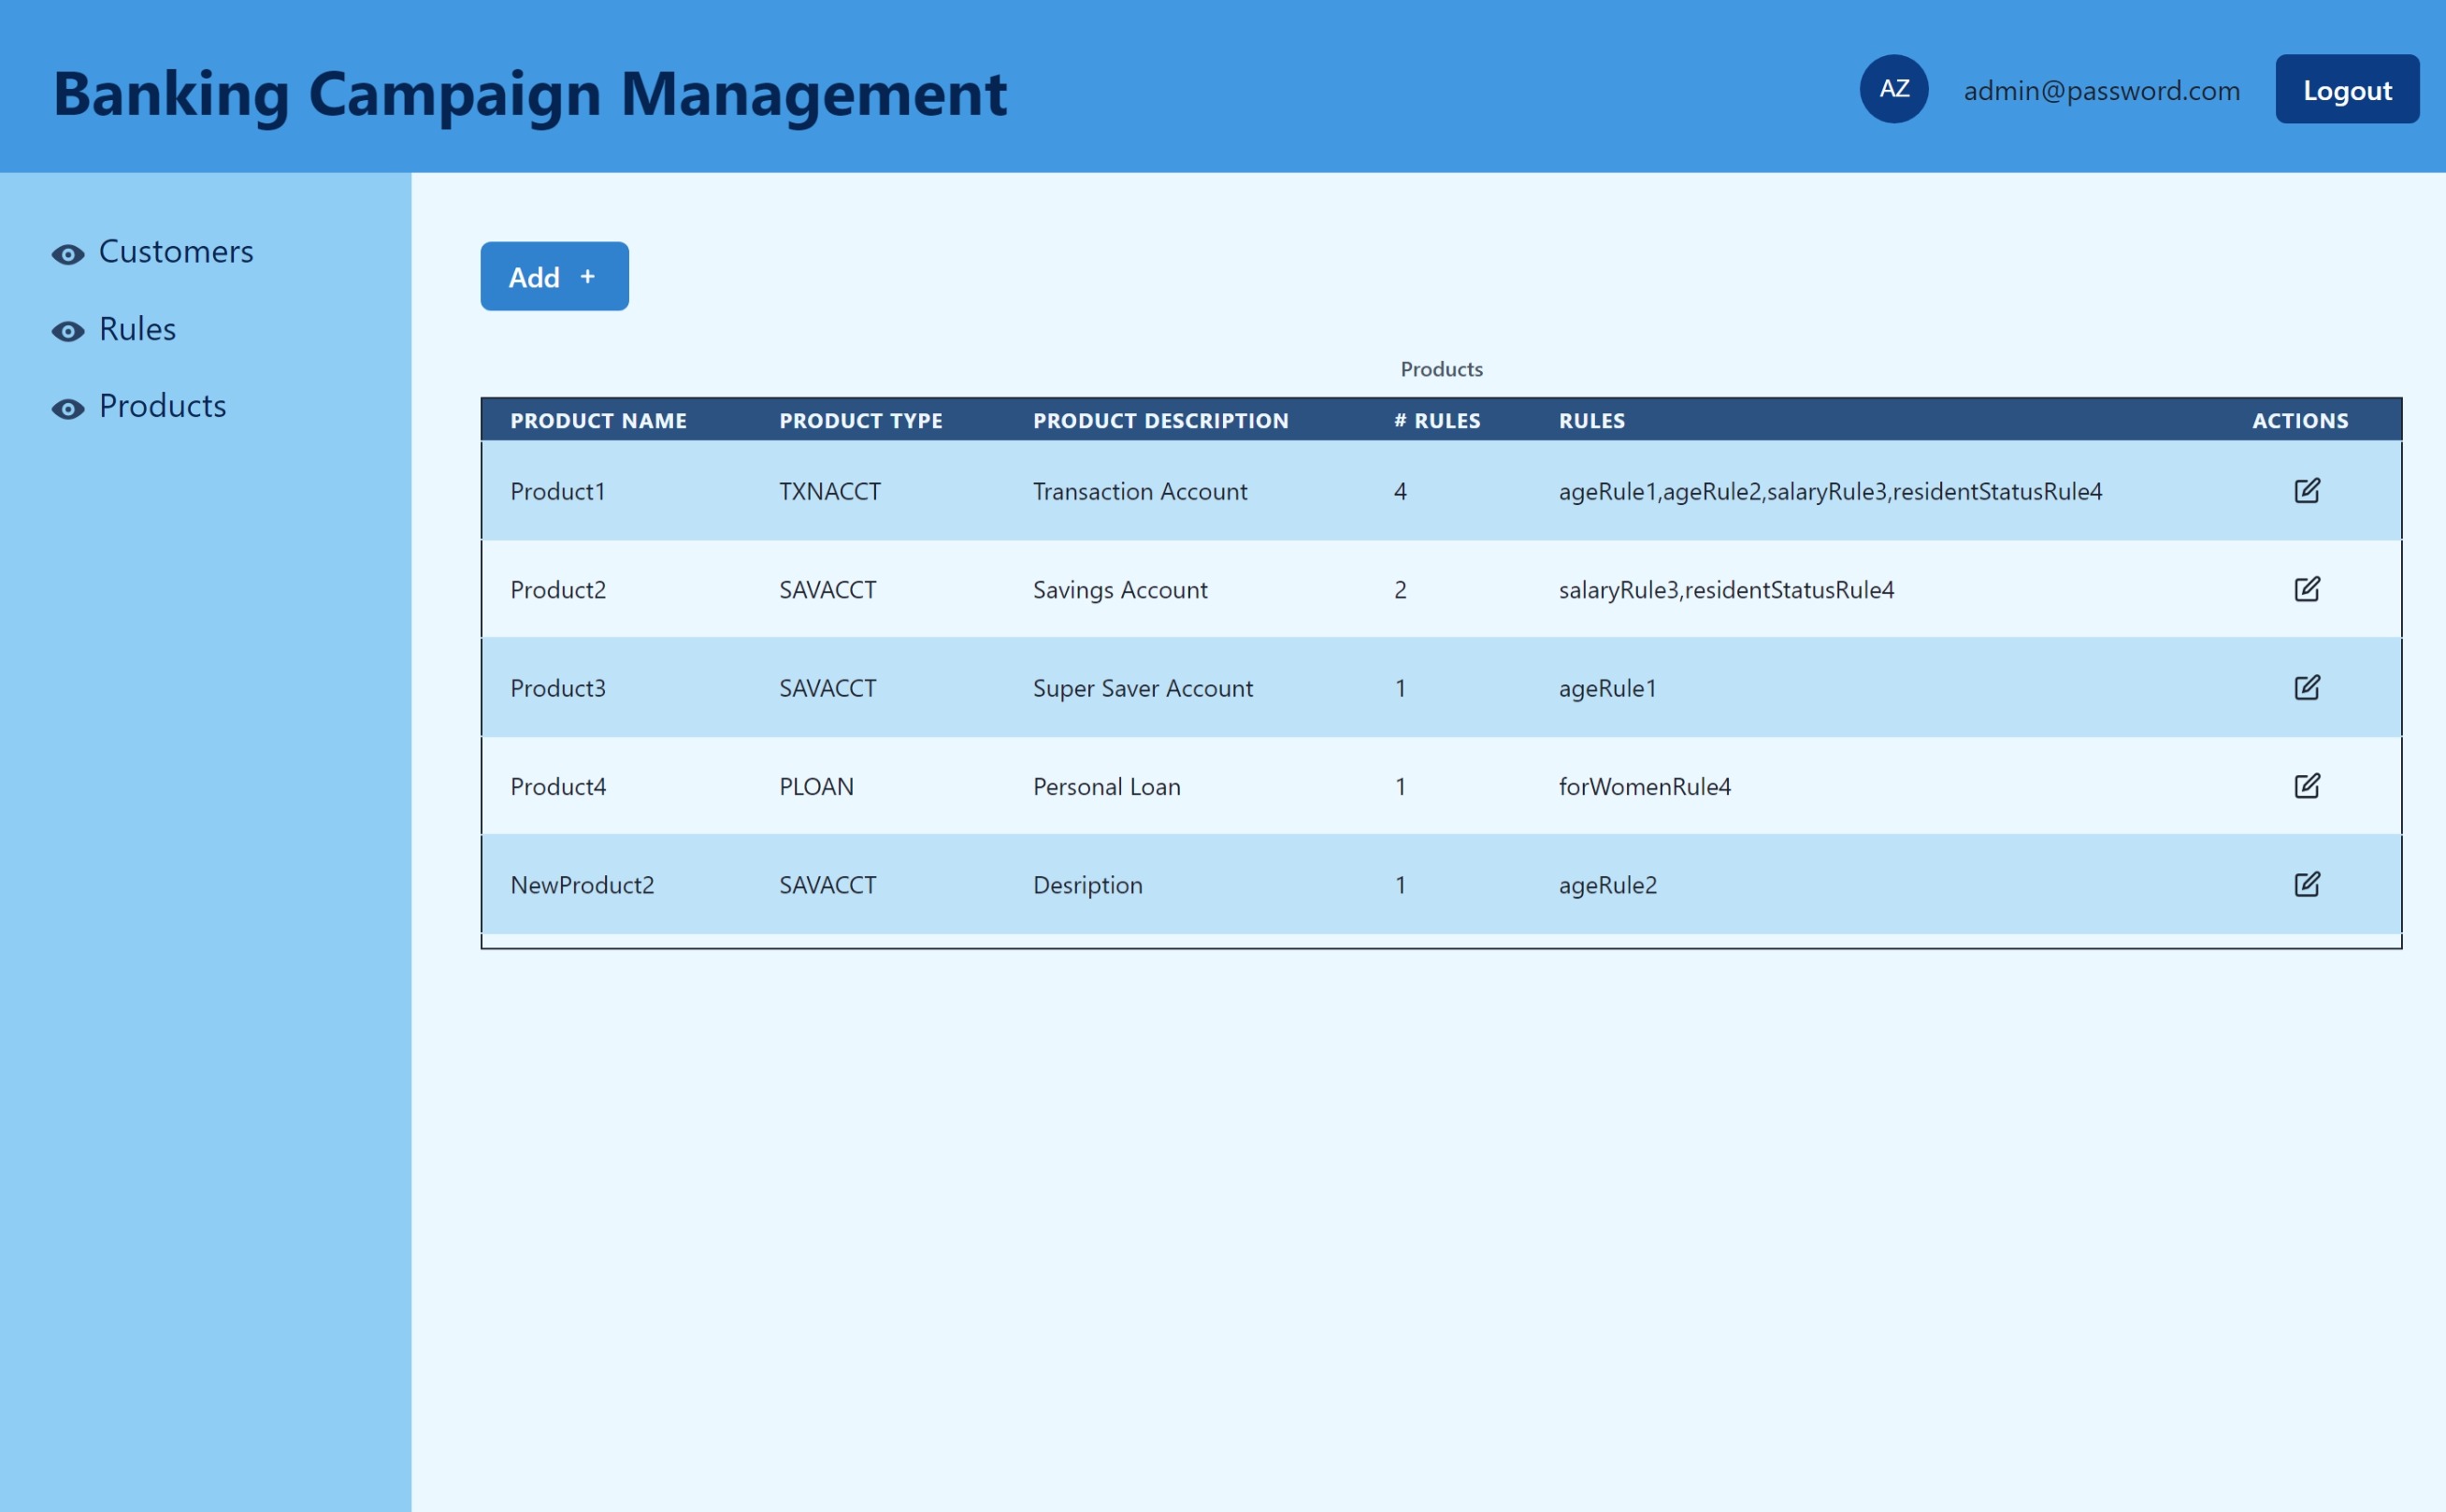 Banking Campaign Management
AZ admin@password.com Logout
Customers
Rules
Products
Add +
Products
PRODUCT NAME PRODUCT TYPE PRODUCT DESCRIPTION # RULES RULES ACTIONS
Product1 TXNACCT Transaction Account 4 ageRule1,ageRule2,salaryRule3,residentStatusRule4
Product2 SAVACCT Savings Account 2 salaryRule3,residentStatusRule4
Product3 SAVACCT Super Saver Account 1 ageRule1
Product4 PLOAN Personal Loan 1 forWomenRule4
NewProduct2 SAVACCT Desription 1 ageRule2